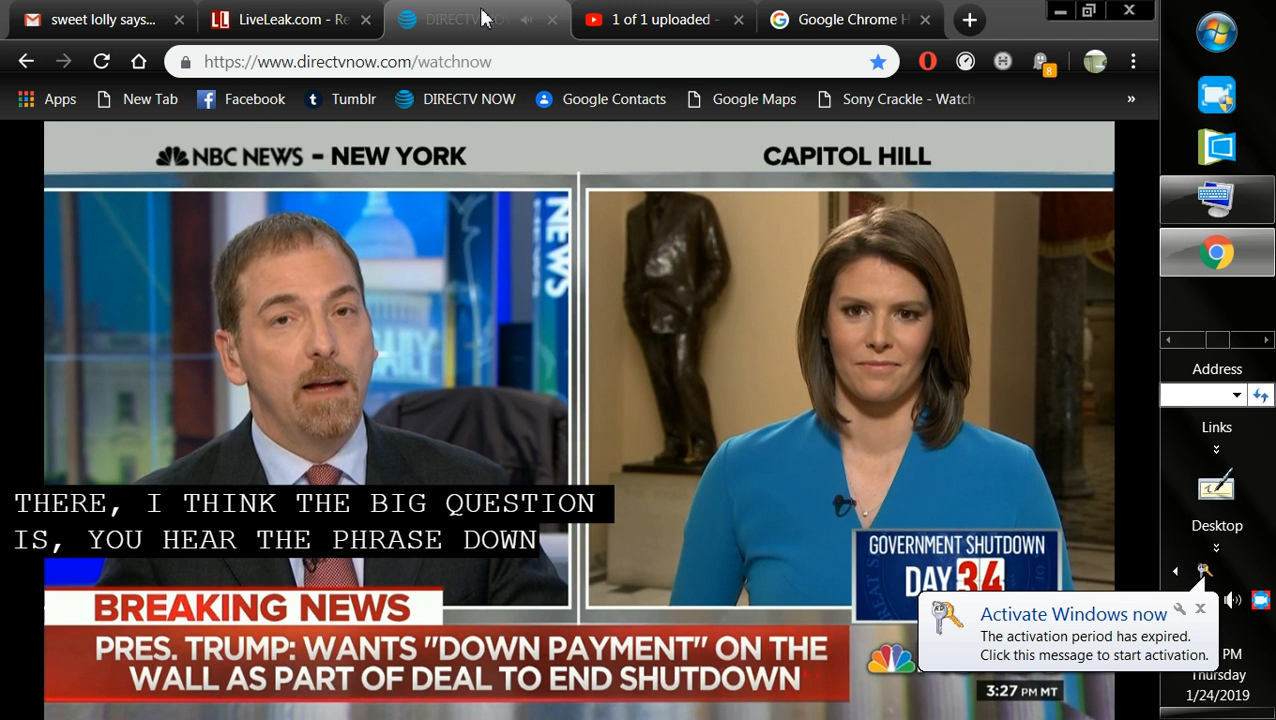 sweet lolly says...
LiveLeak.com - Re
DIRECTV NOW
1 of 1 uploaded -
Google Chrome H
https://www.directvnow.com/watchnow
8
Apps
New Tab
Facebook
Tumblr
DIRECTV NOW
Google Contacts
Google Maps
Sony Crackle - Watch
»
NBC NEWS - NEW YORK
CAPITOL HILL
NEWS
DAILY
THERE, I THINK THE BIG QUESTION
IS, YOU HEAR THE PHRASE DOWN
GOVERNMENT SHUTDOWN
DAY 34
BREAKING NEWS
PRES. TRUMP: WANTS "DOWN PAYMENT" ON THE
WALL AS PART OF DEAL TO END SHUTDOWN
3:27 PM MT
Address
Links
Desktop
Activate Windows now
The activation period has expired.
Click this message to start activation.
PM
Thursday
1/24/2019